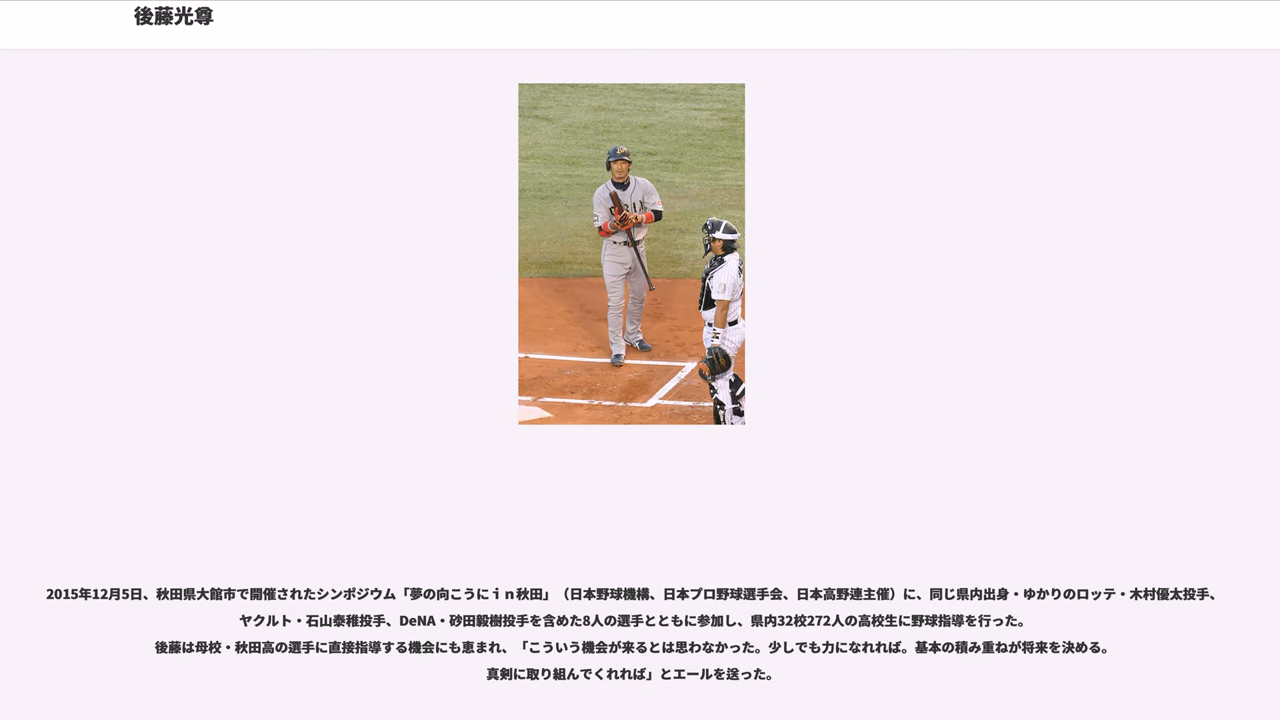 後藤光尊
2015年12月5日、秋田県大館市で開催されたシンポジウム「夢の向こうにｉｎ秋田」（日本野球機構、日本プロ野球選手会、日本高野連主催）に、同じ県内出身・ゆかりのロッテ・木村優太投手、
ヤクルト・石山泰稚投手、DeNA・砂田毅樹投手を含めた8人の選手とともに参加し、県内32校272人の高校生に野球指導を行った。
後藤は母校・秋田高の選手に直接指導する機会にも恵まれ、「こういう機会が来るとは思わなかった。少しでも力になれれば。基本の積み重ねが将来を決める。
真剣に取り組んでくれれば」とエールを送った。